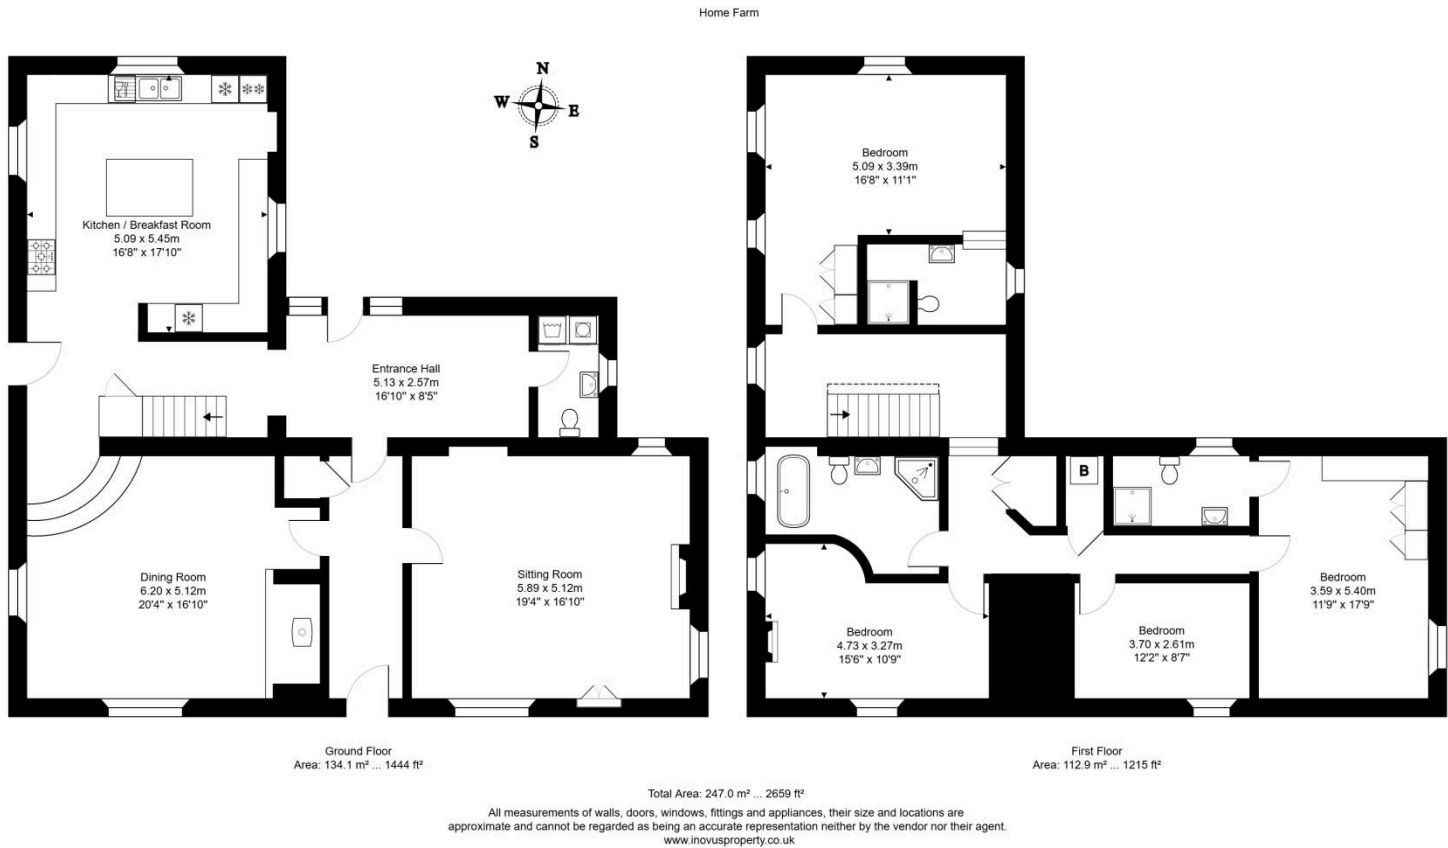 Home Farm
N
W
E
S
Kitchen / Breakfast Room
5.09 x 5.45m
16'8" x 17'10"
Entrance Hall
5.13 x 2.57m
16'10" x 8'5"
Dining Room
6.20 x 5.12m
20'4" x 16'10"
Sitting Room
5.89 x 5.12m
19'4" x 16'10"
Bedroom
5.09 x 3.39m
16'8" x 11'1"
B
Bedroom
4.73 x 3.27m
15'6" x 10'9"
Bedroom
3.70 x 2.61m
12'2" x 8'7"
Bedroom
3.59 x 5.40m
11'9" x 17'9"
Ground Floor
Area: 134.1 m² ... 1444 ft²
First Floor
Area: 112.9 m² ... 1215 ft²
Total Area: 247.0 m² ... 2659 ft²
All measurements of walls, doors, windows, fittings and appliances, their size and locations are
approximate and cannot be regarded as being an accurate representation neither by the vendor nor their agent.
www.inovusproperty.co.uk